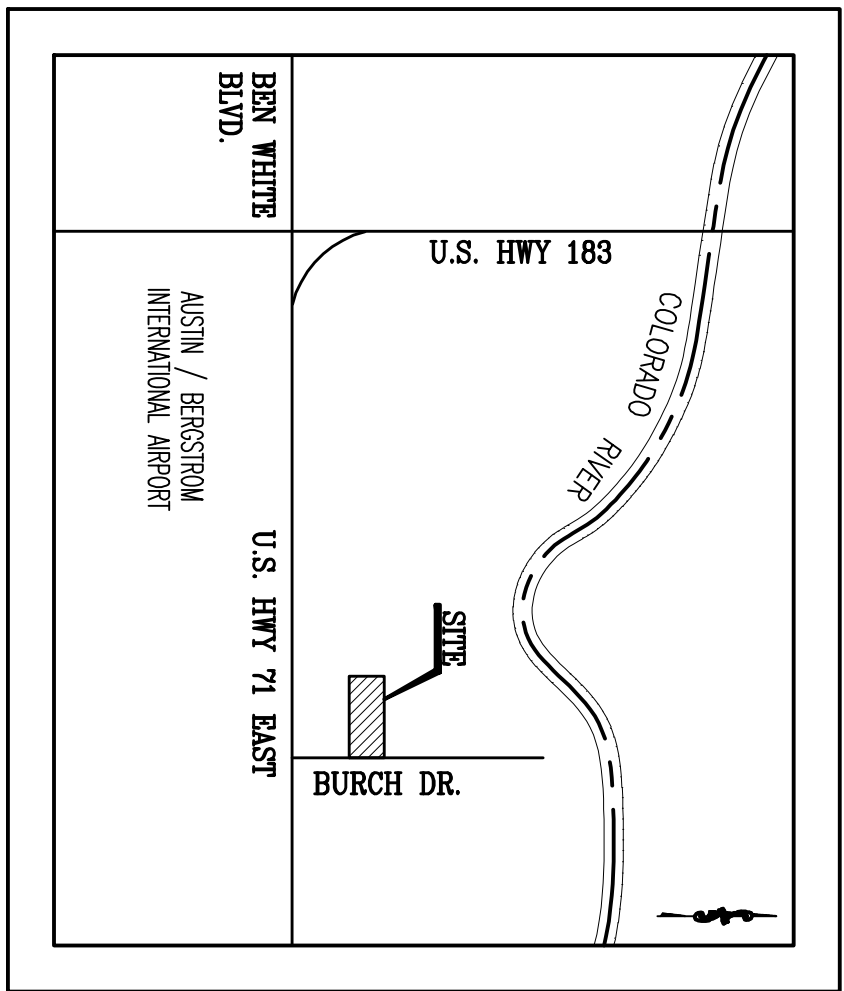 BEN WHITE
BLVD.
U.S. HWY 183
COLORADO
RIVER
AUSTIN / BERGSTROM
INTERNATIONAL AIRPORT
U.S. HWY 71 EAST
SITE
BURCH DR.